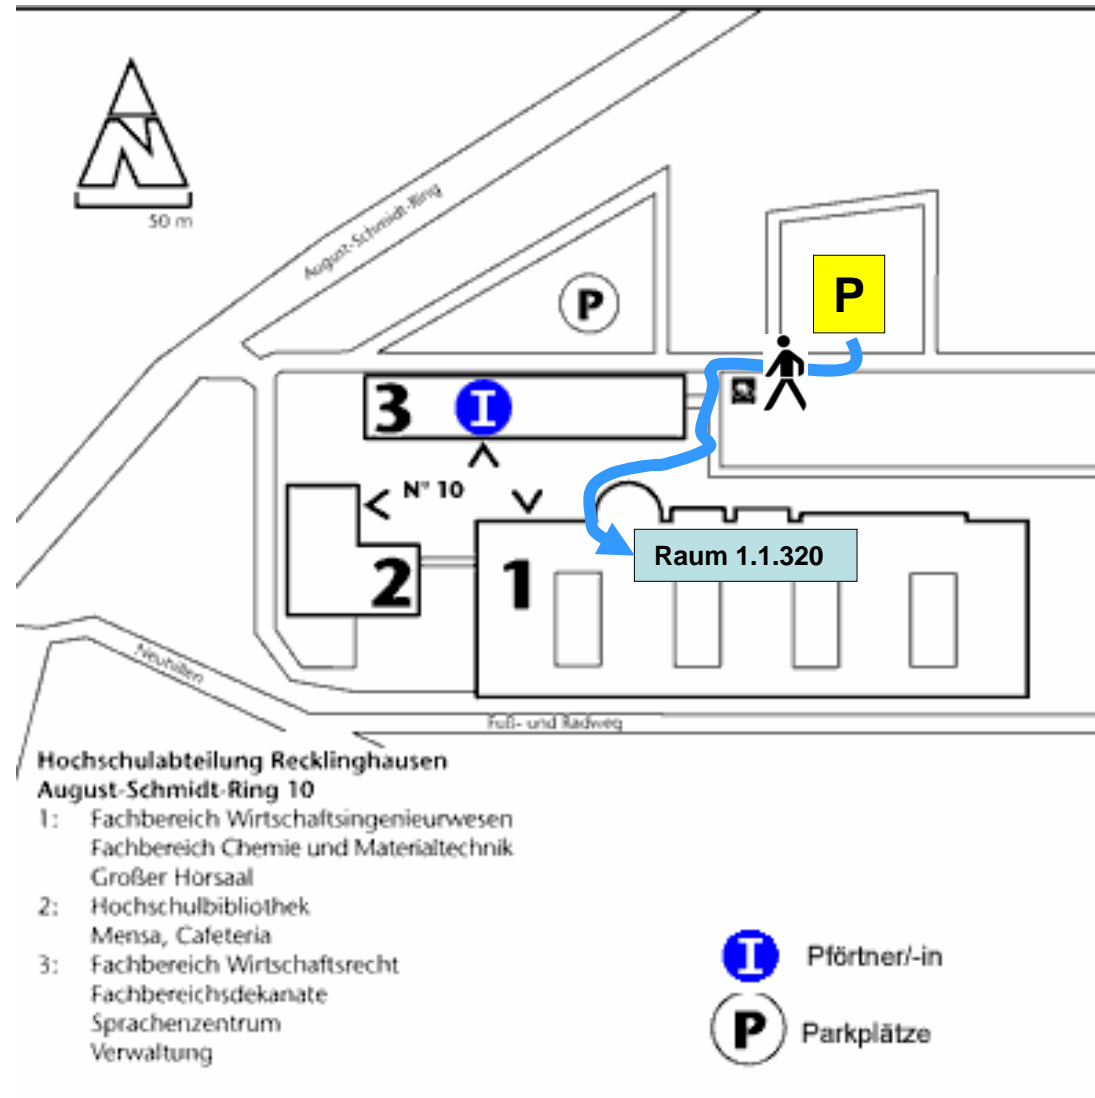 N
50 m
August-Schmidt-Ring
P
P
3
I
N° 10
Raum 1.1.320
1
2
Neuhillen
Fuß- und Radweg
Hochschulabteilung Recklinghausen
August-Schmidt-Ring 10
1: Fachbereich Wirtschaftsingenieurwesen
Fachbereich Chemie und Materialtechnik
Großer Horsaal
2: Hochschulbibliothek
Mensa, Cafeteria
3: Fachbereich Wirtschaftsrecht
Fachbereichsdekanate
Sprachenzentrum
Verwaltung
I Pförtner/-in
P Parkplätze